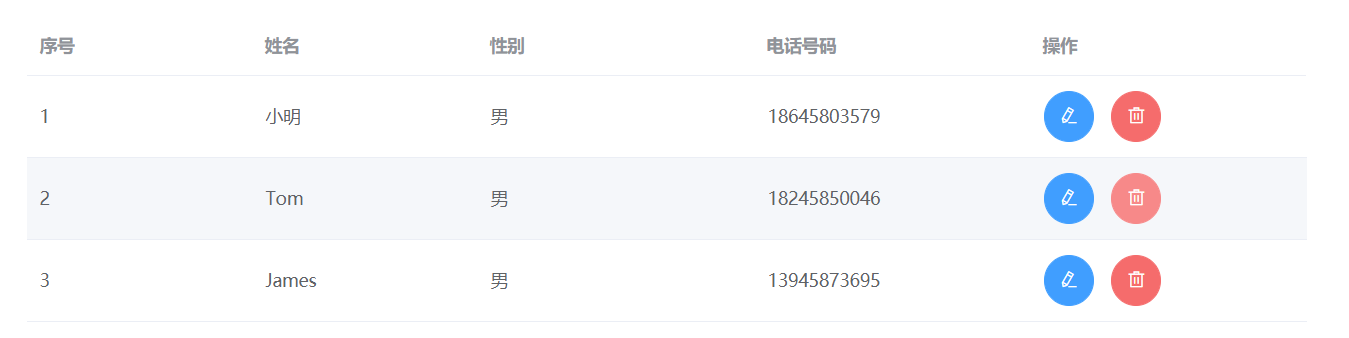 序号 姓名 性别 电话号码 操作
1 小明 男 18645803579
2 Tom 男 18245850046
3 James 男 13945873695